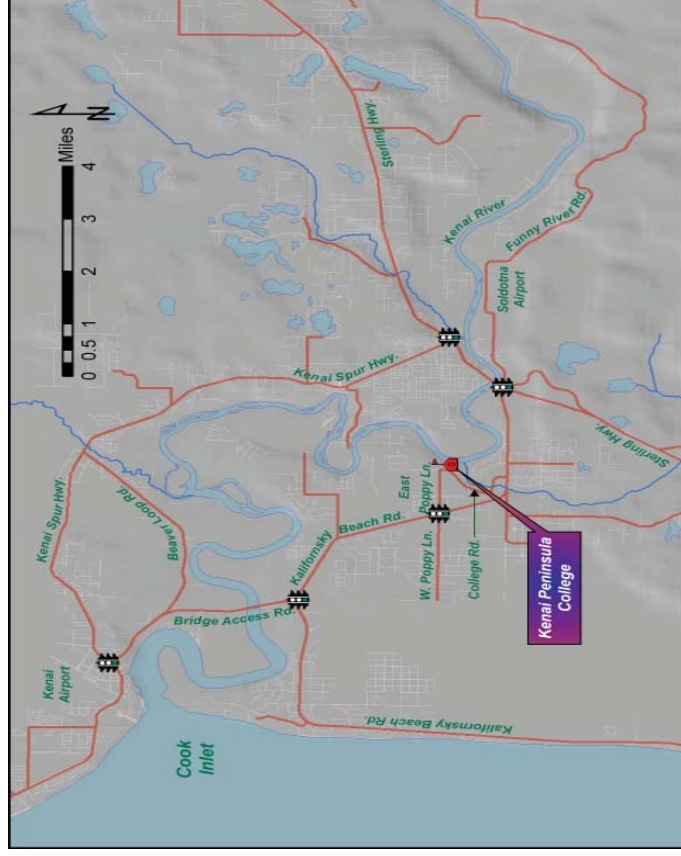 Kenai
Airport
Kenai Spur Hwy.
Beaver Loop Rd.
Bridge Access Rd.
Cook
Inlet
Kalifornsky
Beach Rd.
Kalifornsky Beach Rd.
W. Poppy Ln.
East
Poppy Ln.
College Rd.
Kenai Peninsula
College
Kenai Spur Hwy.
Sterling Hwy.
Kenai River
Funny River Rd.
Soldotna
Airport
Sterling Hwy.
Miles
0 0.5 1 2 3 4
N